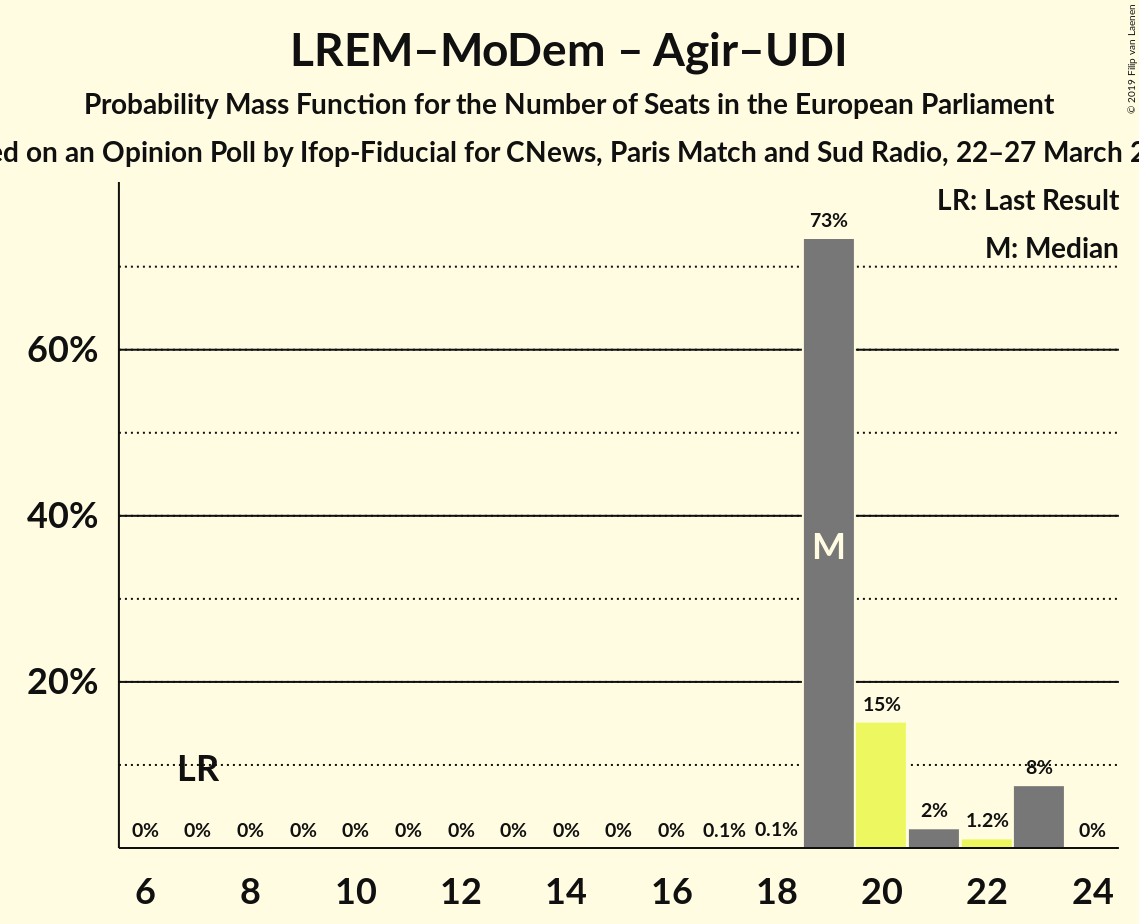 LREM–MoDem – Agir–UDI
Probability Mass Function for the Number of Seats in the European Parliament
on an Opinion Poll by Ifop-Fiducial for CNews, Paris Match and Sud Radio, 22–27 March
© 2019 Filip van Laenen
LR: Last Result
M: Median
73%
60%
40%
M
20%
15%
LR
8%
0% 0% 0% 0% 0% 0% 0% 0% 0% 0% 0% 0.1% 0.1% 2% 1.2% 0%
6 8 10 12 14 16 18 20 22 24